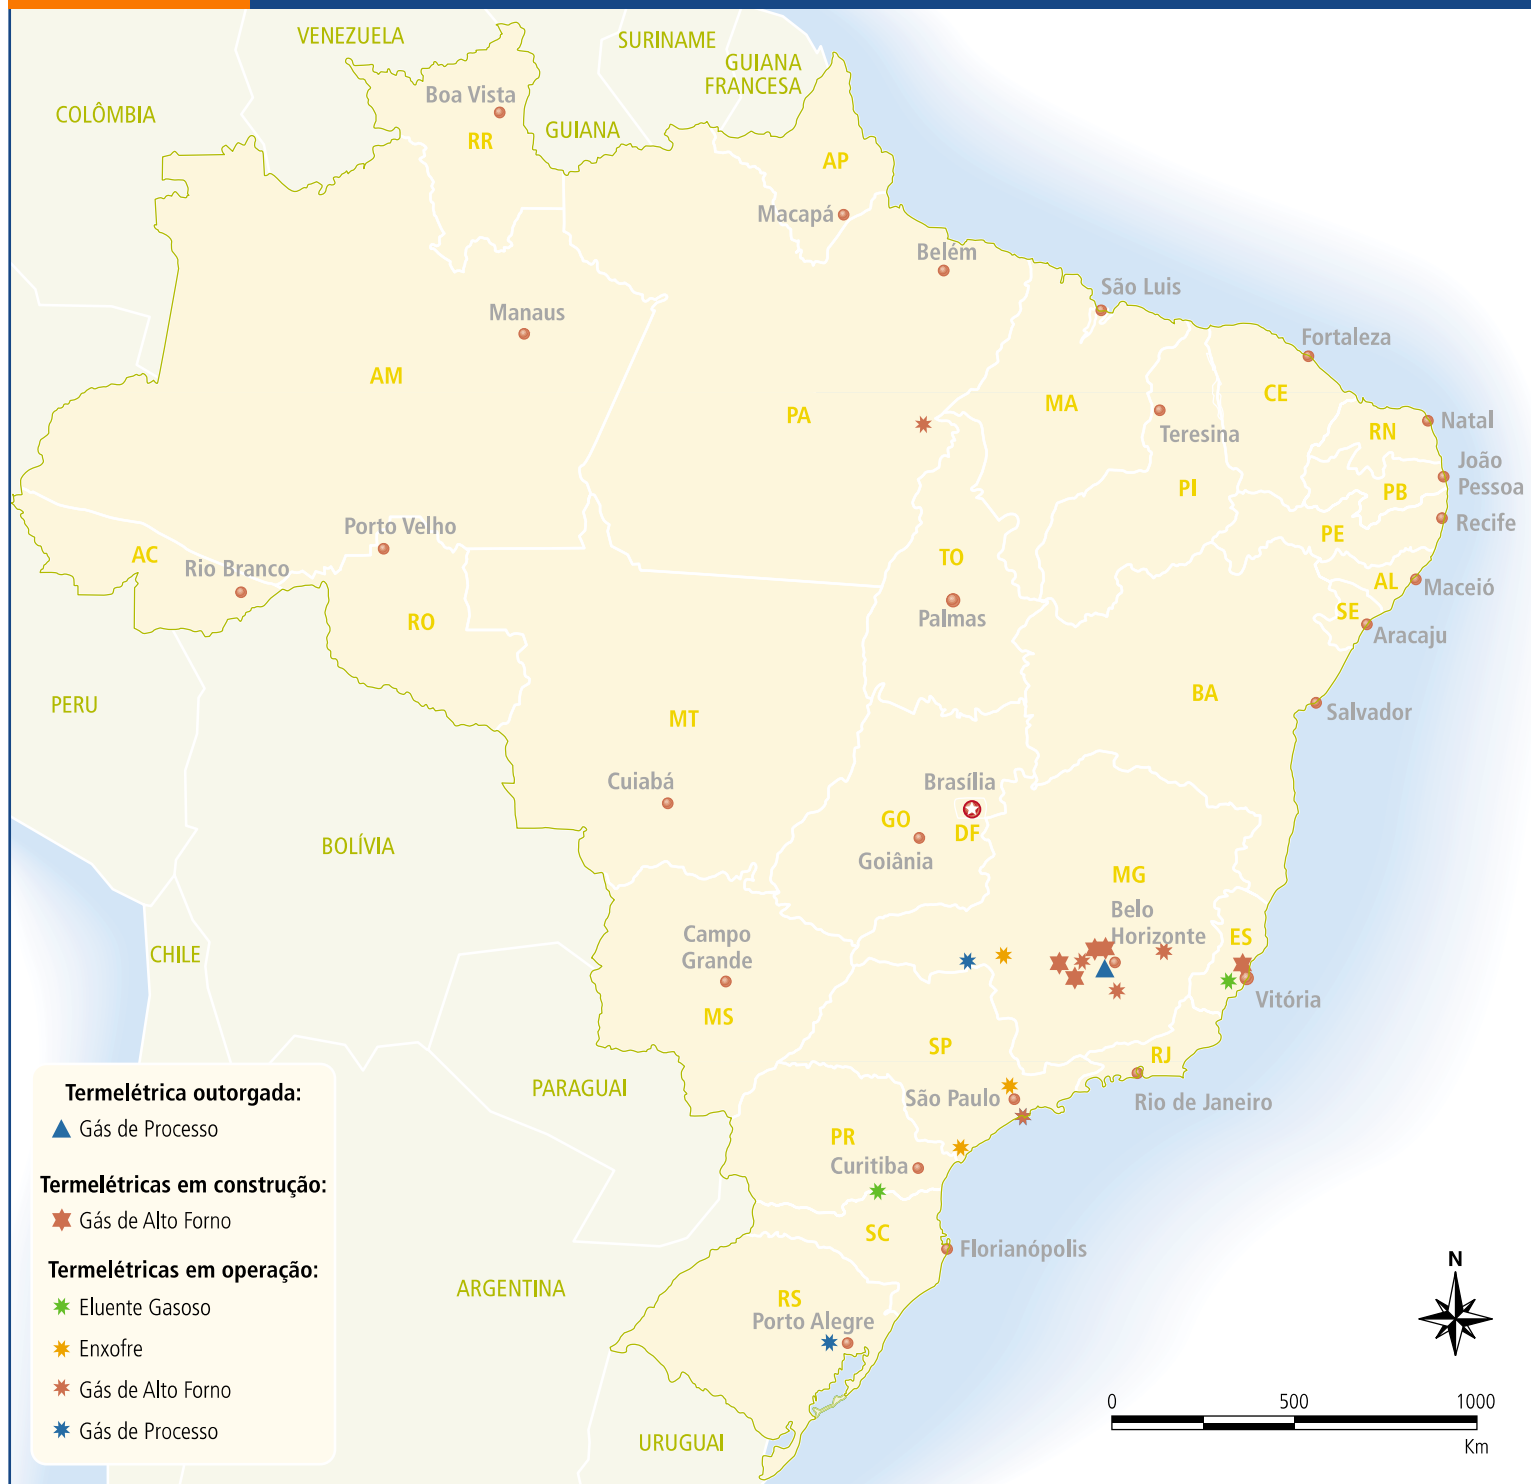 VENEZUELA
SURINAME
GUIANA
FRANCESA
COLÔMBIA
Boa Vista
GUIANA
RR
AP
Macapá
Belém
São Luis
Manaus
Fortaleza
AM
CE
PA
MA
Natal
Teresina
RN
João
Pessoa
PI
PB
Porto Velho
Recife
PE
AC
TO
Rio Branco
AL
Maceió
SE
Palmas
RO
Aracaju
BA
PERU
Salvador
MT
Cuiabá
Brasília
GO
DF
BOLÍVIA
Goiânia
MG
Belo
Horizonte
Campo
Grande
ES
CHILE
Vitória
MS
SP
RJ
PARAGUAI
São Paulo
Rio de Janeiro
PR
Curitiba
SC
Florianópolis
ARGENTINA
RS
Porto Alegre
URUGUAI
Termelétrica outorgada:
Gás de Processo
Termelétricas em construção:
Gás de Alto Forno
Termelétricas em operação:
Eluente Gasoso
Enxofre
Gás de Alto Forno
Gás de Processo
N
0 500 1000
Km